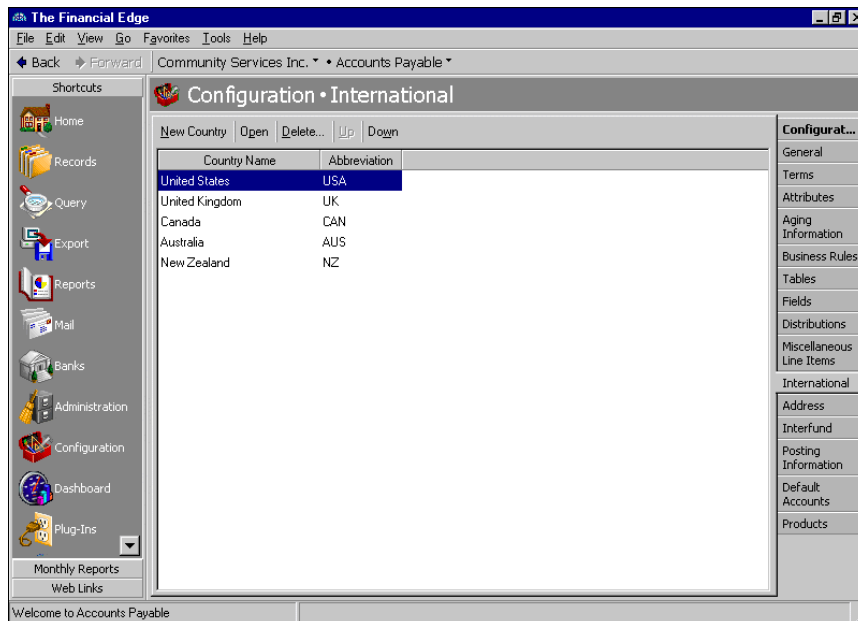 The Financial Edge
File Edit View Go Favorites Tools Help
Back Forward Community Services Inc. • Accounts Payable
Shortcuts
Home
Records
Query
Export
Reports
Mail
Banks
Administration
Configuration
Dashboard
Plug-Ins
Monthly Reports
Web Links
Configuration • International
New Country Open Delete... Up Down
Country Name Abbreviation
United States USA
United Kingdom UK
Canada CAN
Australia AUS
New Zealand NZ
Configurat...
General
Terms
Attributes
Aging
Information
Business Rules
Tables
Fields
Distributions
Miscellaneous
Line Items
International
Address
Interfund
Posting
Information
Default
Accounts
Products
Welcome to Accounts Payable